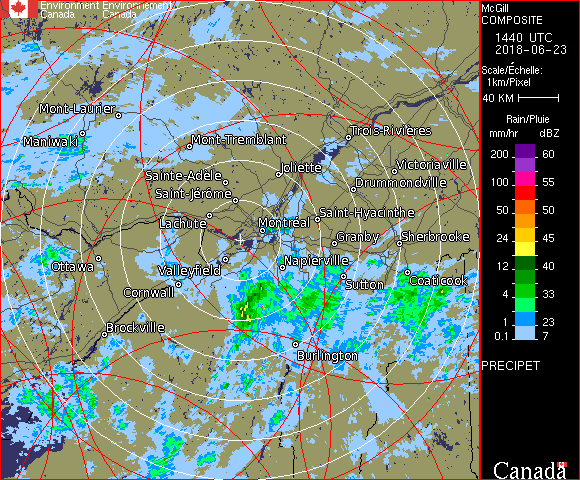 Environment Environnement
Canada Canada
Mont-Laurier
Maniwaki
Mont-Tremblant
Trois-Rivières
Sainte-Adèle
Joliette
Victoriaville
Saint-Jérôme
Drummondville
Lachute
Montréal
Saint-Hyacinthe
Granby
Sherbrooke
Ottawa
Valleyfield
Napierville
Cornwall
Sutton
Coaticook
Brockville
Burlington
McGill
COMPOSITE
1440 UTC
2018-06-23
Scale/Échelle:
1km/Pixel
40 KM
Rain/Pluie
mm/hr dBZ
200 60
100 55
50 50
24 45
12 40
4 33
1 23
0.1 7
PRECIPET
Canada